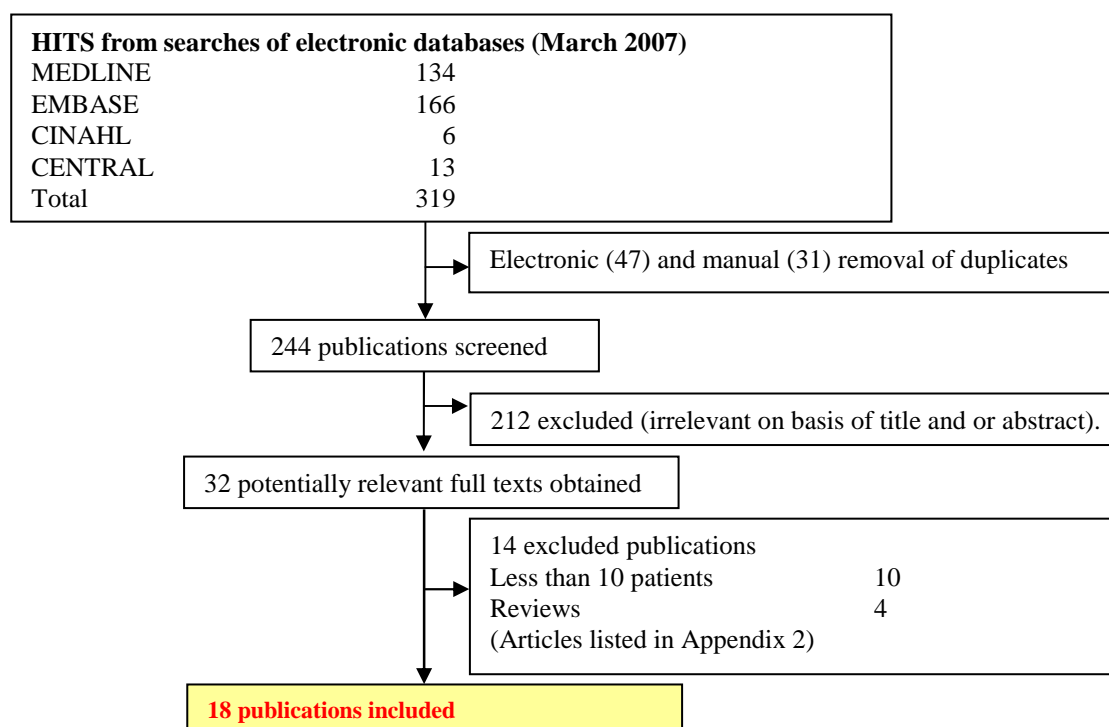 HITS from searches of electronic databases (March 2007)
MEDLINE 134
EMBASE 166
CINAHL 6
CENTRAL 13
Total 319
Electronic (47) and manual (31) removal of duplicates
244 publications screened
212 excluded (irrelevant on basis of title and or abstract).
32 potentially relevant full texts obtained
14 excluded publications
Less than 10 patients 10
Reviews 4
(Articles listed in Appendix 2)
18 publications included